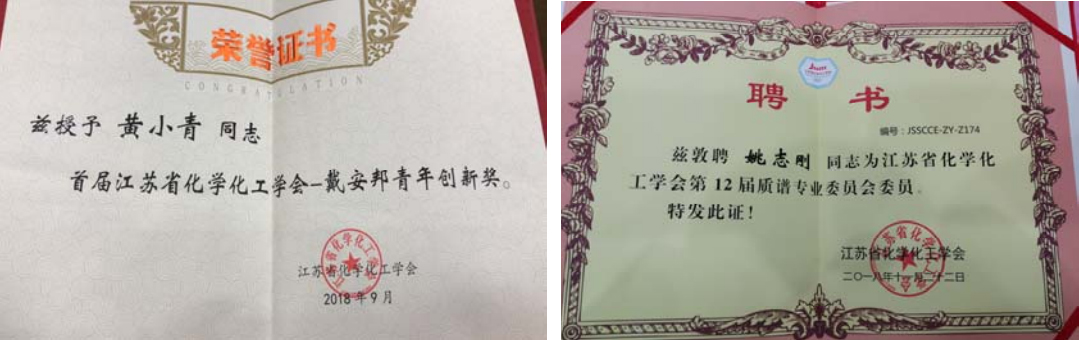 荣誉证书
CONGRATULATION
兹授予 黄小青 同志
首届江苏省化学化工学会—戴安邦青年创新奖。
江苏省化学化工学会
2018年9月
聘 书
编号：JSSCCE-ZY-Z174
兹敦聘 姚志刚 同志为江苏省化学化
工学会第12届质谱专业委员会委员。
特发此证！
江苏省化学化工学会
二〇一八年十一月二十二日